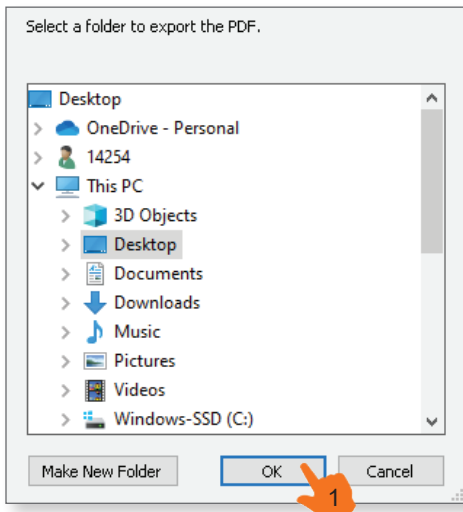 Select a folder to export the PDF.
Desktop
OneDrive - Personal
14254
This PC
3D Objects
Desktop
Documents
Downloads
Music
Pictures
Videos
Windows-SSD (C:)
Make New Folder OK Cancel
1